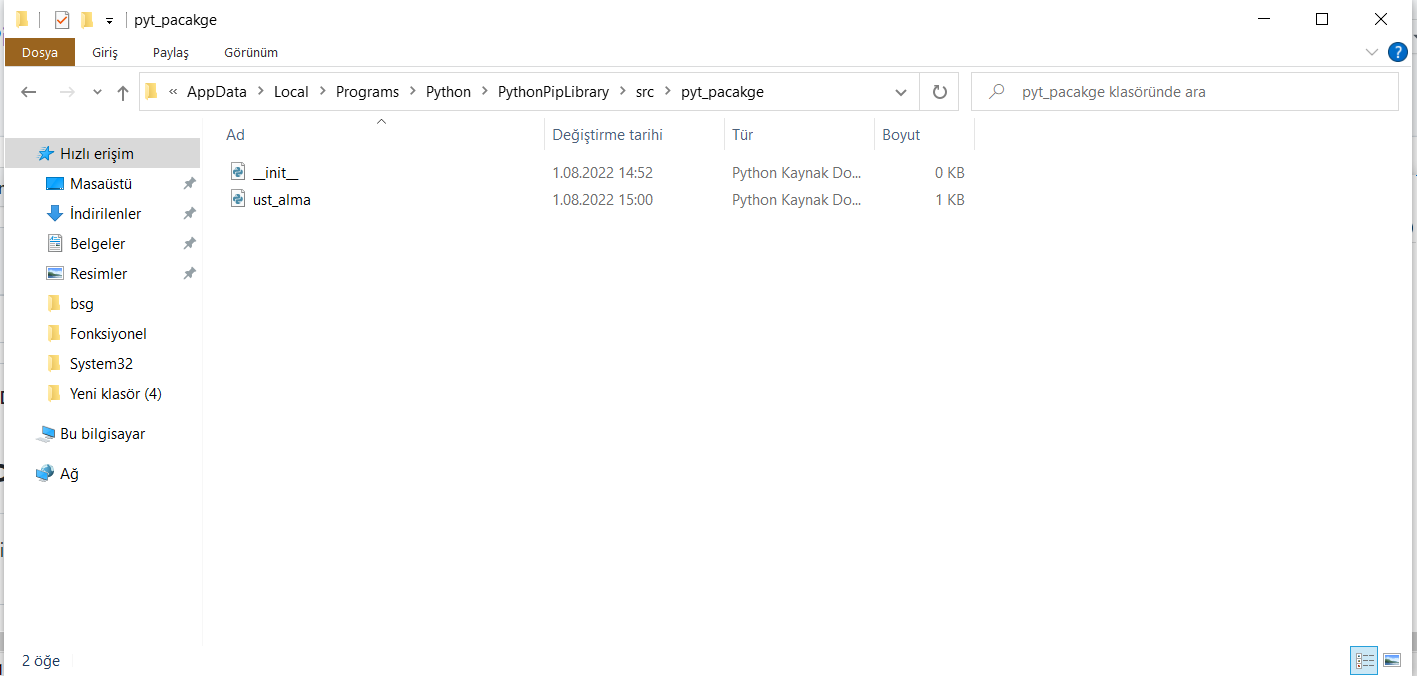 pyt_pacakge
Dosya Giriş Paylaş Görünüm
« AppData > Local > Programs > Python > PythonPipLibrary > src > pyt_pacakge
pyt_pacakge klasöründe ara
Ad Değiştirme tarihi Tür Boyut
__init__ 1.08.2022 14:52 Python Kaynak Do... 0 KB
ust_alma 1.08.2022 15:00 Python Kaynak Do... 1 KB
Hızlı erişim
Masaüstü
İndirilenler
Belgeler
Resimler
bsg
Fonksiyonel
System32
Yeni klasör (4)
Bu bilgisayar
Ağ
2 öğe